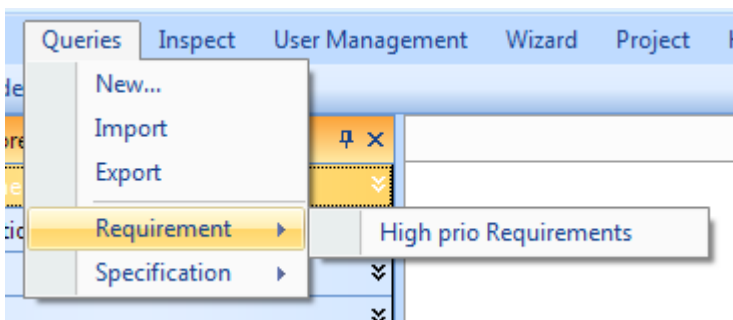 Queries Inspect User Management Wizard Project
New...
Import
Export
Requirement High prio Requirements
Specification